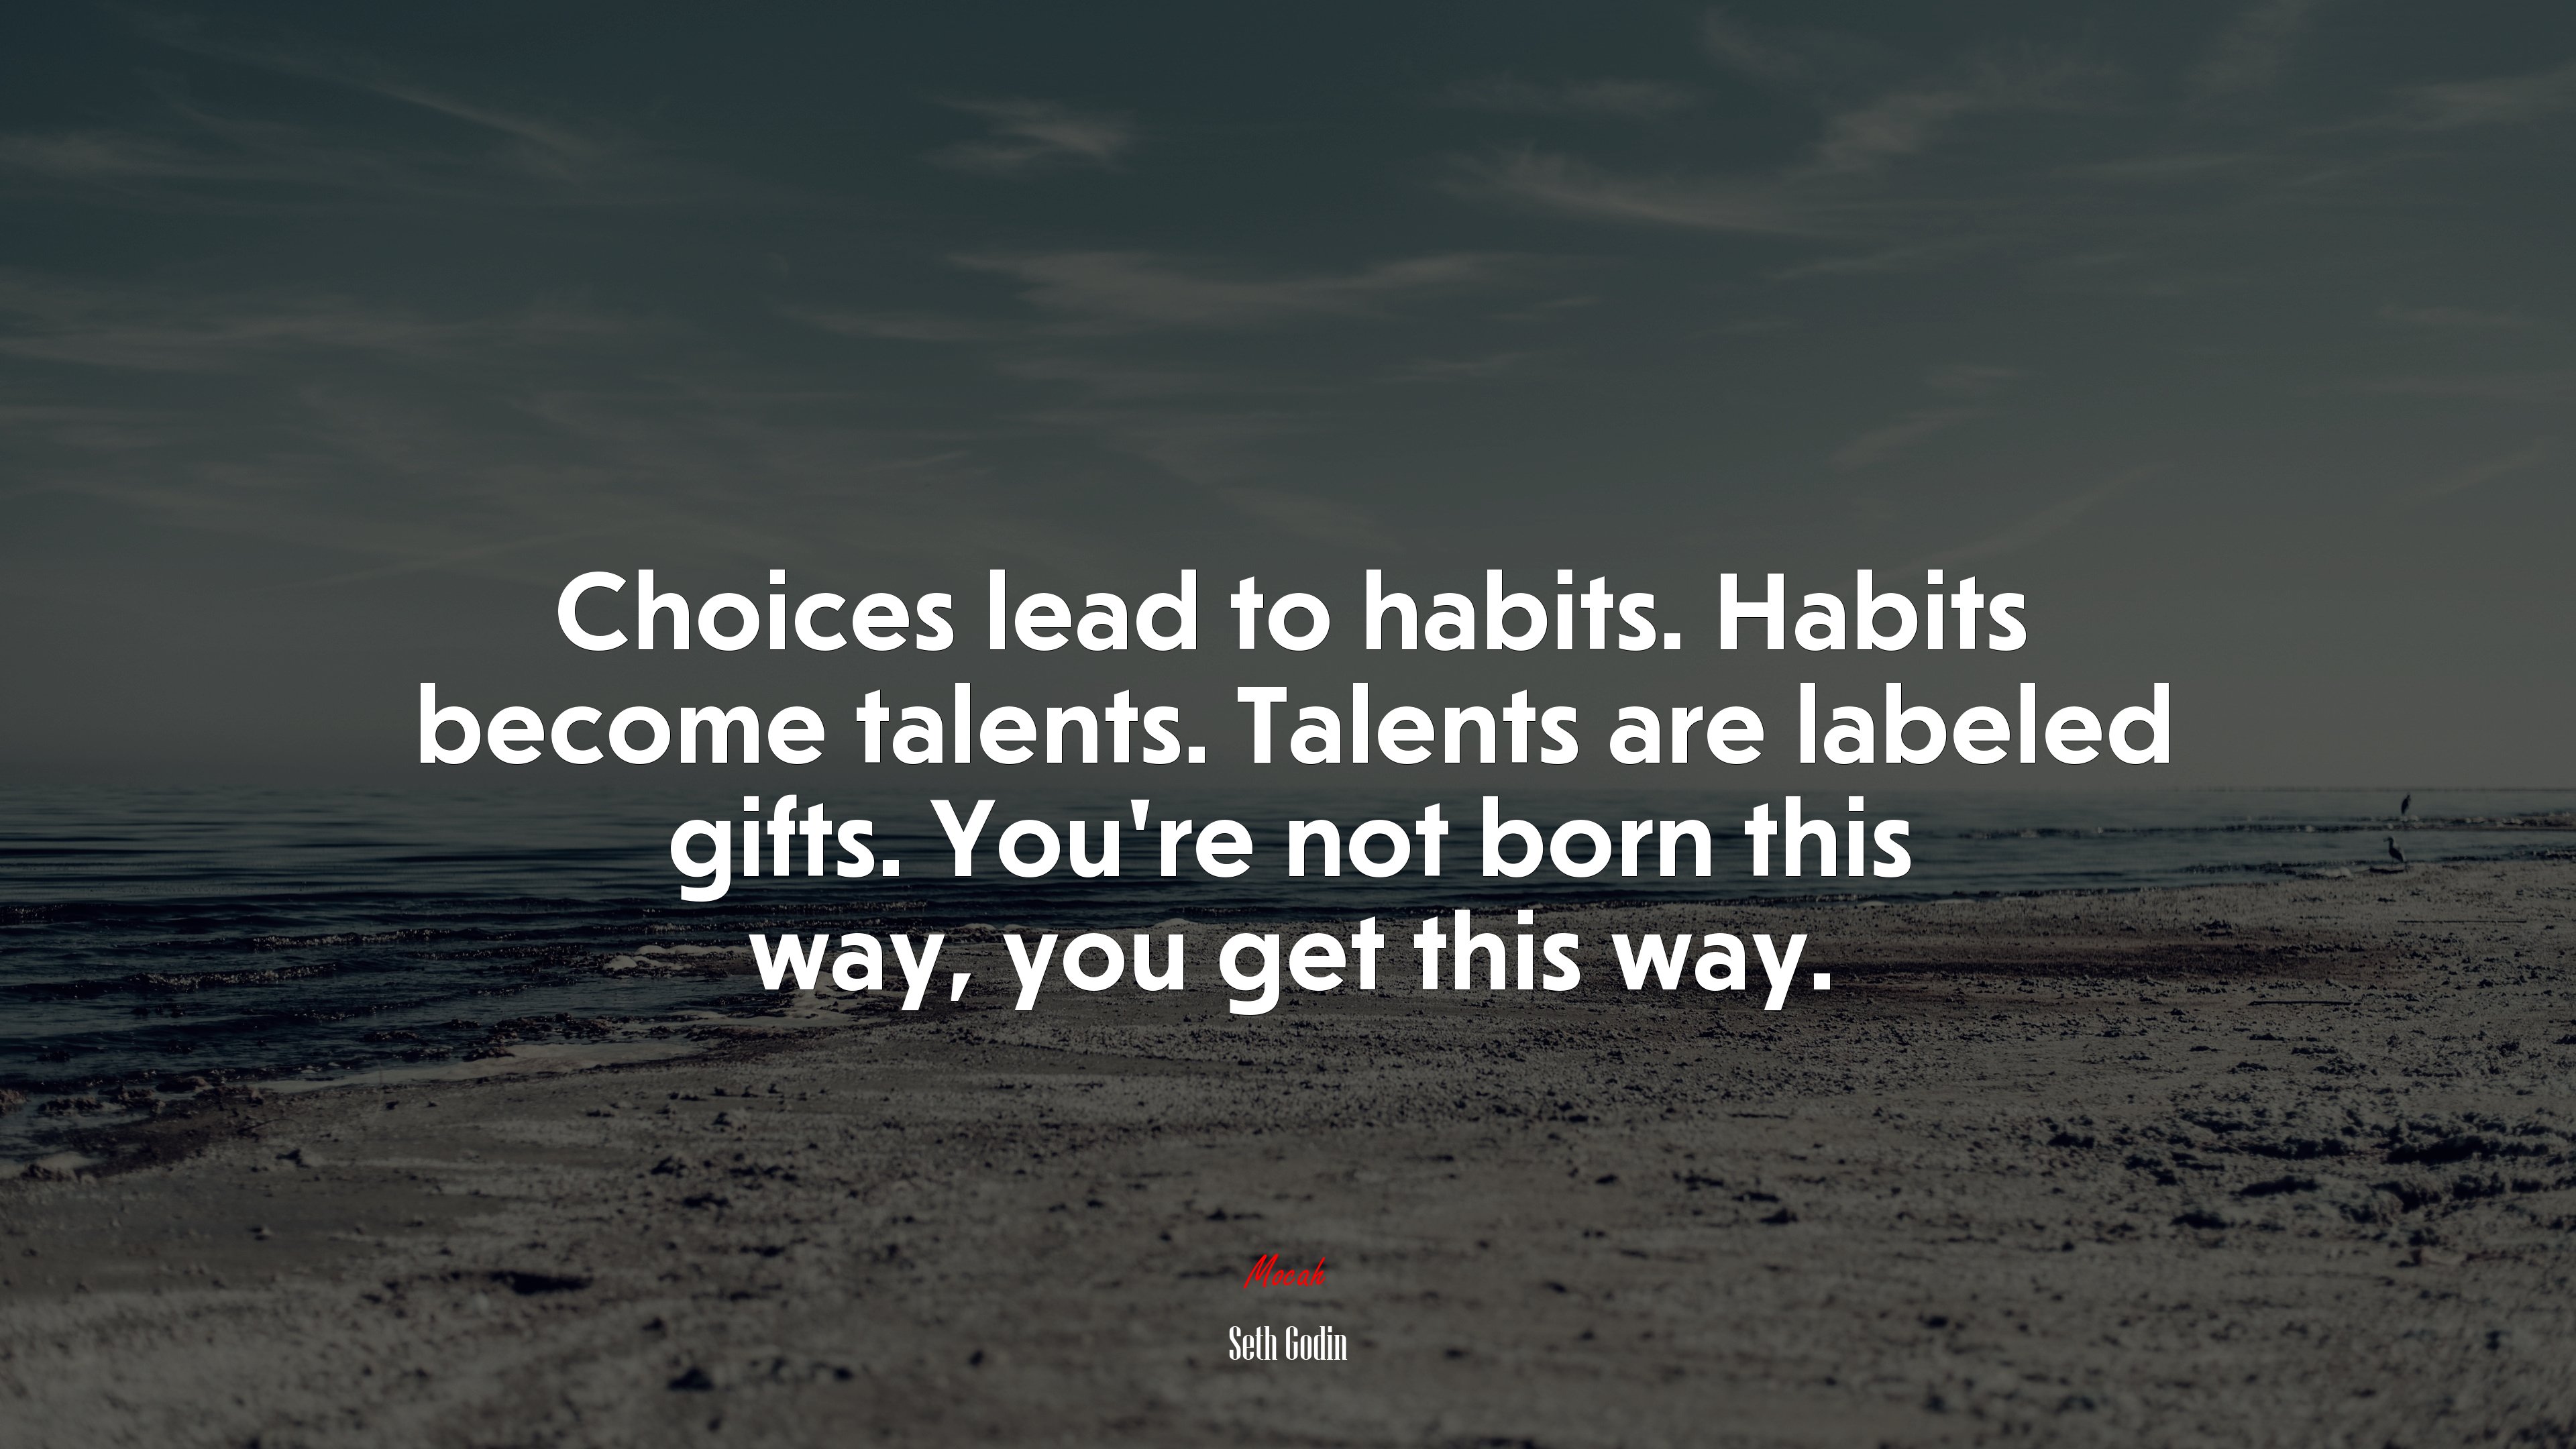 Choices lead to habits. Habits
become talents. Talents are labeled
gifts. You're not born this
way, you get this way.
Mocah
Seth Godin